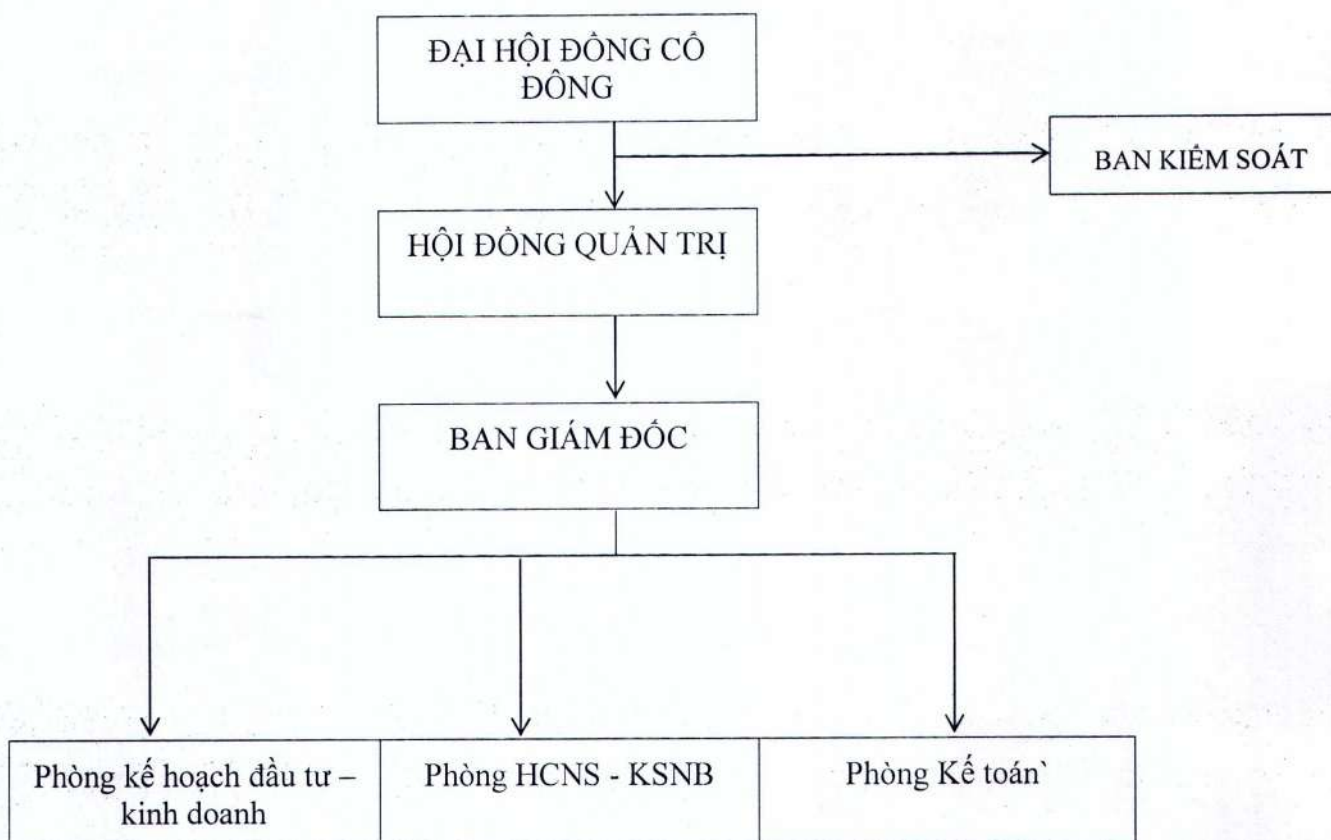 ĐẠI HỘI ĐỒNG CỔ
ĐÔNG
BAN KIỂM SOÁT
HỘI ĐỒNG QUẢN TRỊ
BAN GIÁM ĐỐC
Phòng kế hoạch đầu tư –
kinh doanh
Phòng HCNS - KSNB
Phòng Kế toán`